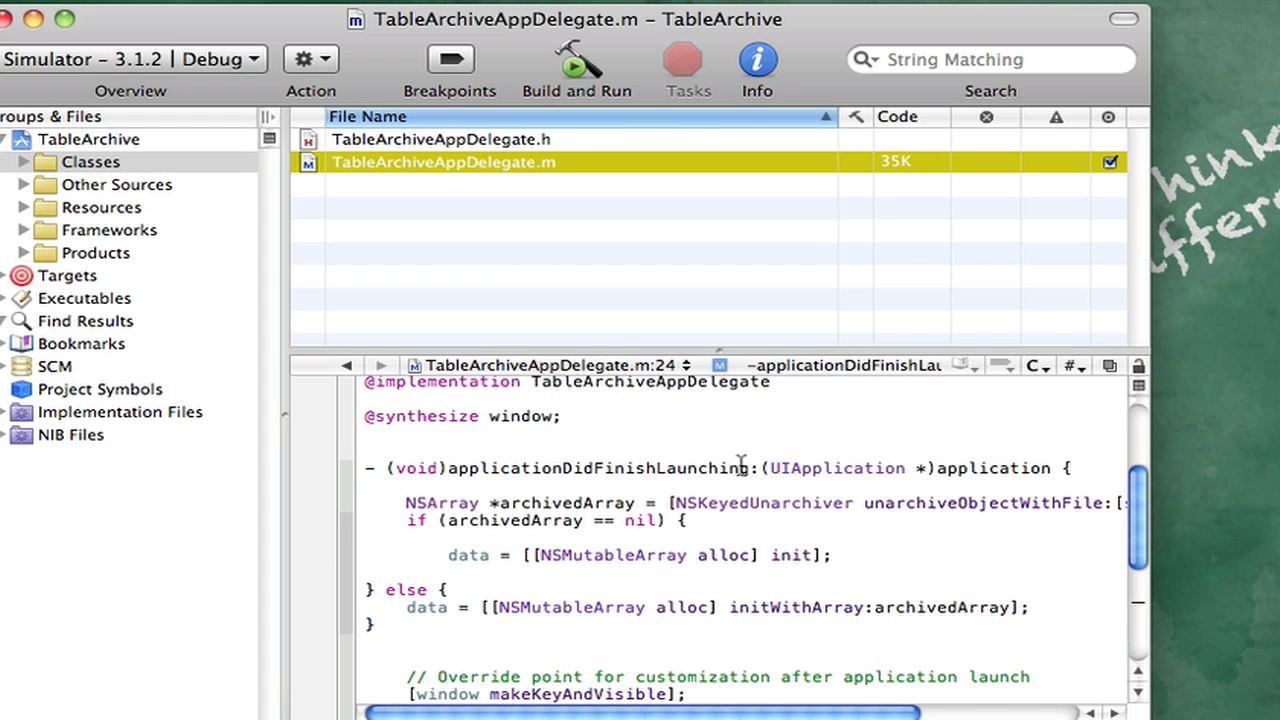 TableArchiveAppDelegate.m – TableArchive
Simulator – 3.1.2 | Debug
String Matching
Overview
Action
Breakpoints
Build and Run
Tasks
Info
Search
roups & Files
File Name
Code
TableArchive
TableArchiveAppDelegate.h
Classes
TableArchiveAppDelegate.m
35K
Other Sources
Resources
Frameworks
Products
Targets
Executables
Find Results
Bookmarks
SCM
Project Symbols
Implementation Files
NIB Files
hink
ffere
TableArchiveAppDelegate.m:24
-applicationDidFinishLau
C
#
@implementation TableArchiveAppDelegate
@synthesize window;
- (void)applicationDidFinishLaunching:(UIApplication *)application {
NSArray *archivedArray = [NSKeyedUnarchiver unarchiveObjectWithFile:[s
if (archivedArray == nil) {
data = [[NSMutableArray alloc] init];
} else {
data = [[NSMutableArray alloc] initWithArray:archivedArray];
}
// Override point for customization after application launch
[window makeKeyAndVisible];